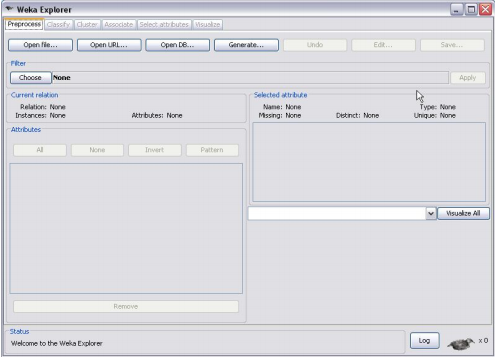 Weka Explorer
Preprocess Classify Cluster Associate Select attributes Visualize
Open file... Open URL... Open DB... Generate... Undo Edit... Save...
Filter
Choose None Apply
Current relation
Relation: None
Instances: None Attributes: None
Selected attribute
Name: None Type: None
Missing: None Distinct: None Unique: None
Attributes
All None Invert Pattern
Visualize All
Remove
Status
Welcome to the Weka Explorer
Log x 0